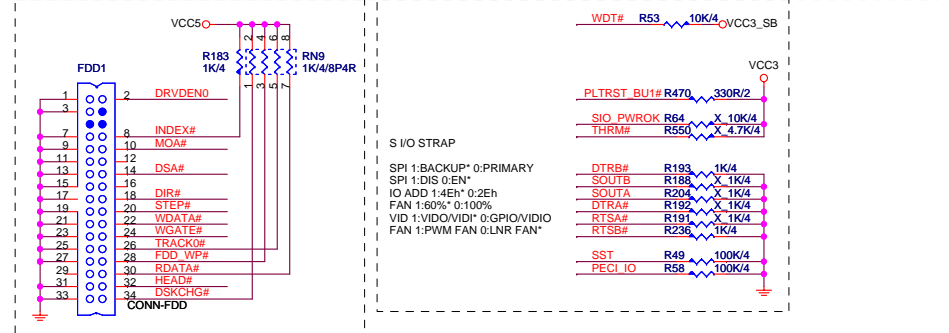 VCC5
R183
1K/4
2
4
6
8
RN9
1K/4/8P4R
1
3
5
7
FDD1
1 2 DRVDEN0
3
7 8 INDEX#
9 10 MOA#
11 12
13 14 DSA#
15 16
17 18 DIR#
19 20 STEP#
21 22 WDATA#
23 24 WGATE#
25 26 TRACK0#
27 28 FDD_WP#
29 30 RDATA#
31 32 HEAD#
33 34 DSKCHG#
CONN-FDD
WDT# R53 10K/4 VCC3_SB
VCC3
PLTRST_BU1# R470 330R/2
SIO_PWROK R64 X_10K/4
THRM# R550 X_4.7K/4
S I/O STRAP
SPI 1:BACKUP* 0:PRIMARY
SPI 1:DIS 0:EN*
IO ADD 1:4Eh* 0:2Eh
FAN 1:60%* 0:100%
VID 1:VIDO/VIDI* 0:GPIO/VIDIO
FAN 1:PWM FAN 0:LNR FAN*
DTRB# R193 1K/4
SOUTB R188 X_1K/4
SOUTA R204 X_1K/4
DTRA# R192 X_1K/4
RTSA# R191 X_1K/4
RTSB# R236 1K/4
SST R49 100K/4
PECI_IO R58 100K/4